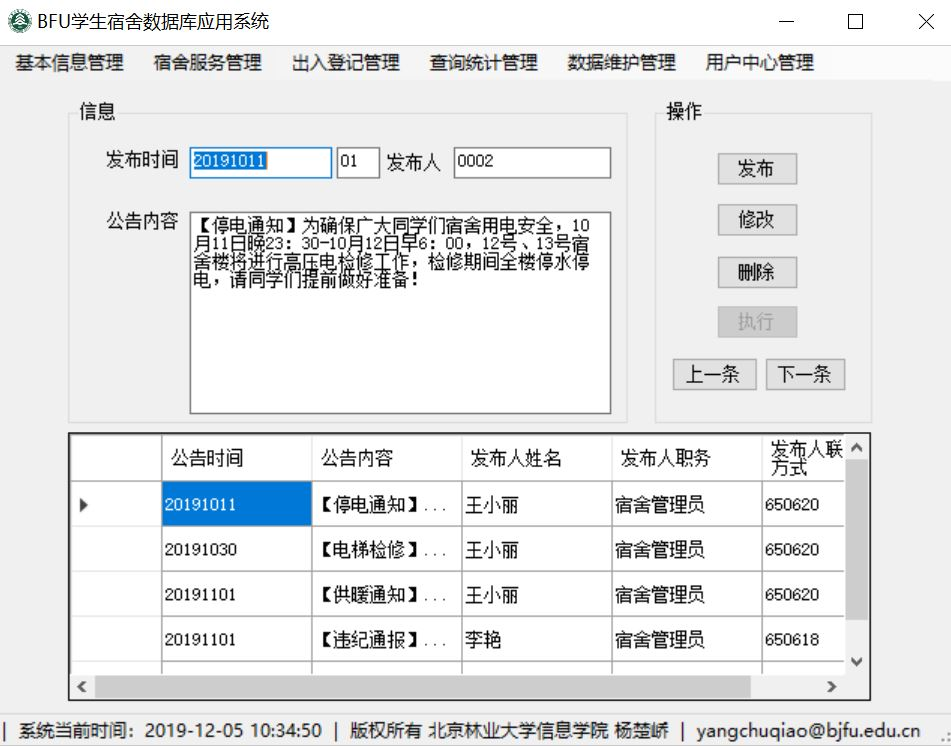 BFU学生宿舍数据库应用系统
基本信息管理 宿舍服务管理 出入登记管理 查询统计管理 数据维护管理 用户中心管理
信息
操作
发布时间 20191011 01 发布人 0002
发布
公告内容
【停电通知】为确保广大同学们宿舍用电安全，10
月11日晚23：30-10月12日早6：00，12号、13号宿
舍楼将进行高压电检修工作，检修期间全楼停水停
电，请同学们提前做好准备！
修改
删除
执行
上一条 下一条
公告时间 公告内容 发布人姓名 发布人职务 发布人联
方式
20191011 【停电通知】... 王小丽 宿舍管理员 650620
20191030 【电梯检修】... 王小丽 宿舍管理员 650620
20191101 【供暖通知】... 王小丽 宿舍管理员 650620
20191101 【违纪通报】... 李艳 宿舍管理员 650618
| 系统当前时间：2019-12-05 10:34:50 | 版权所有 北京林业大学信息学院 杨楚峤 | yangchuqiao@bjfu.edu.cn